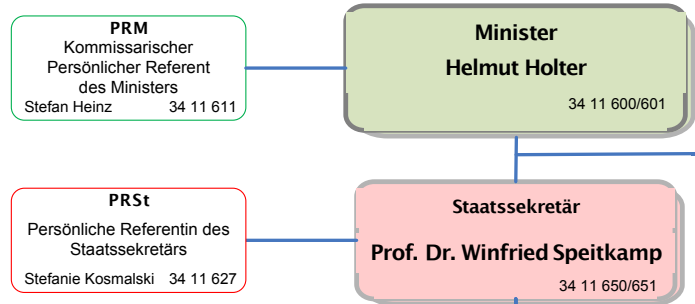 PRM
Kommissarischer
Persönlicher Referent
des Ministers
Stefan Heinz 34 11 611
Minister
Helmut Holter
34 11 600/601
PRSt
Persönliche Referentin des
Staatssekretärs
Stefanie Kosmalski 34 11 627
Staatssekretär
Prof. Dr. Winfried Speitkamp
34 11 650/651